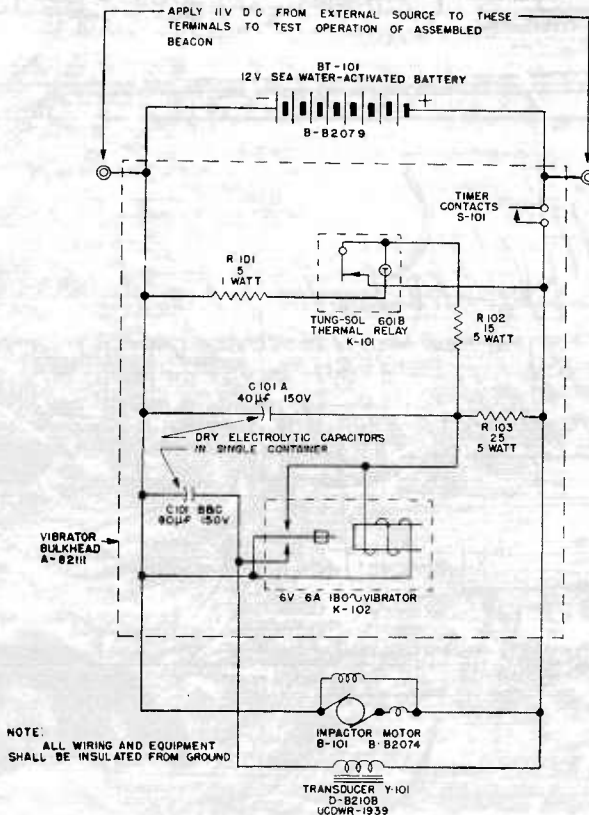 APPLY 11V D C FROM EXTERNAL SOURCE TO THESE
TERMINALS TO TEST OPERATION OF ASSEMBLED
BEACON
BT-101
12V SEA WATER-ACTIVATED BATTERY
− +
B-B2079
TIMER
CONTACTS
S-101
R 101
5
1 WATT
T
TUNG-SOL 601B
THERMAL RELAY
K-101
R 102
15
5 WATT
C 101 A
40µF 150V
R 103
25
5 WATT
DRY ELECTROLYTIC CAPACITORS
IN SINGLE CONTAINER
C101 B&C
80µF 150V
VIBRATOR
BULKHEAD
A-82111
6V 6A 180~VIBRATOR
K-102
IMPACTOR MOTOR
B-101 B-B2074
NOTE:
ALL WIRING AND EQUIPMENT
SHALL BE INSULATED FROM GROUND
TRANSDUCER Y-101
D-B2108
UCDWR-1939